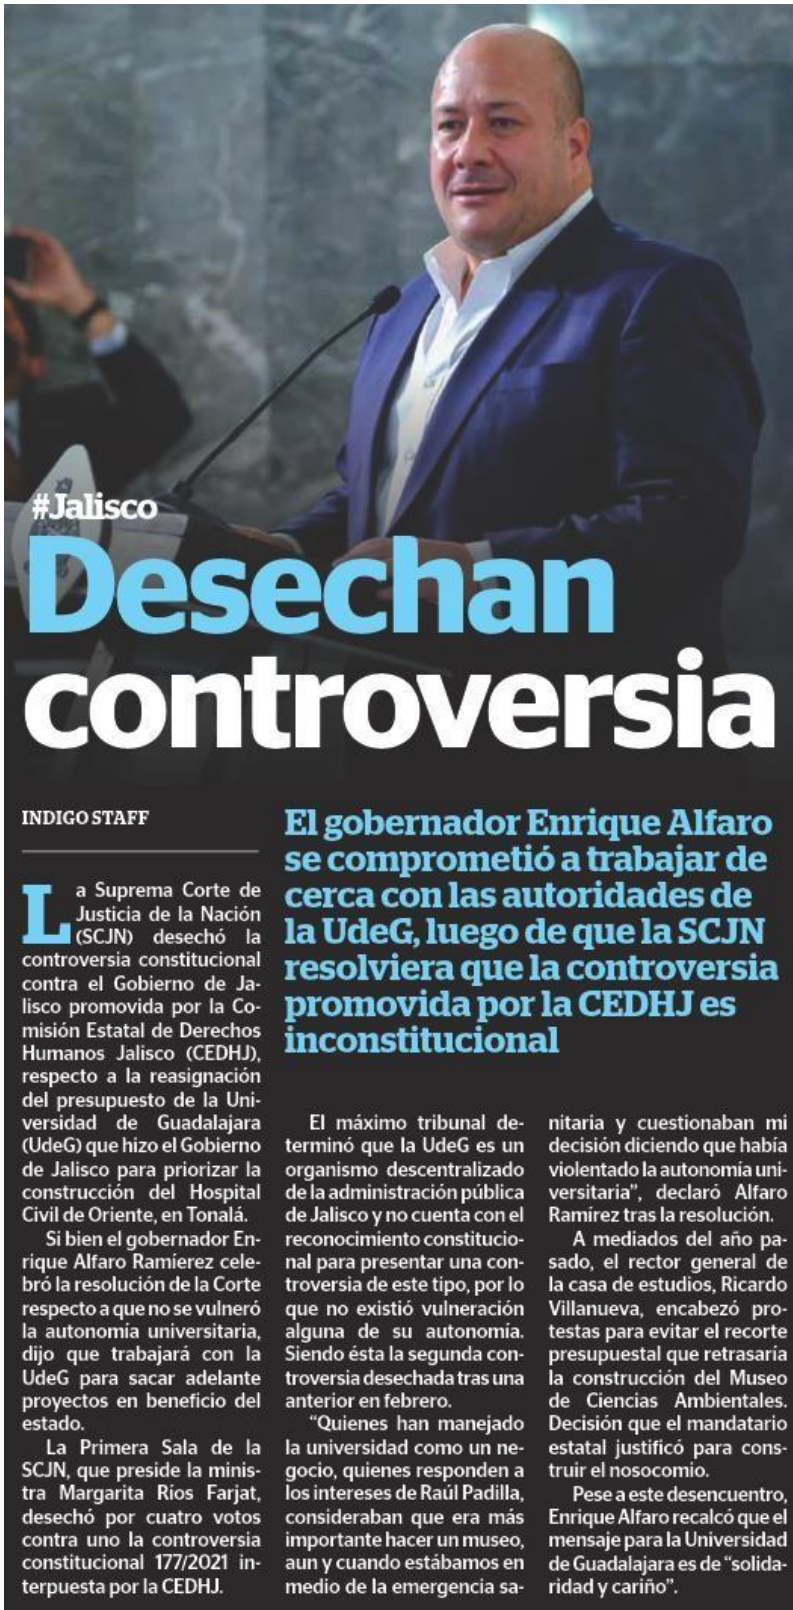 #Jalisco
Desechan
controversia
INDIGO STAFF
El gobernador Enrique Alfaro
se comprometió a trabajar de
cerca con las autoridades de
la UdeG, luego de que la SCJN
resolviera que la controversia
promovida por la CEDHJ es
inconstitucional
La Suprema Corte de
Justicia de la Nación
(SCJN) desechó la
controversia constitucional
contra el Gobierno de Ja-
lisco promovida por la Co-
misión Estatal de Derechos
Humanos Jalisco (CEDHJ),
respecto a la reasignación
del presupuesto de la Uni-
versidad de Guadalajara
(UdeG) que hizo el Gobierno
de Jalisco para priorizar la
construcción del Hospital
Civil de Oriente, en Tonalá.
Si bien el gobernador En-
rique Alfaro Ramíerez cele-
bró la resolución de la Corte
respecto a que no se vulneró
la autonomía universitaria,
dijo que trabajará con la
UdeG para sacar adelante
proyectos en beneficio del
estado.
La Primera Sala de la
SCJN, que preside la minis-
tra Margarita Ríos Farjat,
desechó por cuatro votos
contra uno la controversia
constitucional 177/2021 in-
terpuesta por la CEDHJ.
El máximo tribunal de-
terminó que la UdeG es un
organismo descentralizado
de la administración pública
de Jalisco y no cuenta con el
reconocimiento constitucio-
nal para presentar una con-
troversia de este tipo, por lo
que no existió vulneración
alguna de su autonomía.
Siendo ésta la segunda con-
troversia desechada tras una
anterior en febrero.
“Quienes han manejado
la universidad como un ne-
gocio, quienes responden a
los intereses de Raúl Padilla,
consideraban que era más
importante hacer un museo,
aun y cuando estábamos en
medio de la emergencia sa-
nitaria y cuestionaban mi
decisión diciendo que había
violentado la autonomía uni-
versitaria”, declaró Alfaro
Ramírez tras la resolución.
A mediados del año pa-
sado, el rector general de
la casa de estudios, Ricardo
Villanueva, encabezó pro-
testas para evitar el recorte
presupuestal que retrasaría
la construcción del Museo
de Ciencias Ambientales.
Decisión que el mandatario
estatal justificó para cons-
truir el nosocomio.
Pese a este desencuentro,
Enrique Alfaro recalcó que el
mensaje para la Universidad
de Guadalajara es de “solida-
ridad y cariño”.